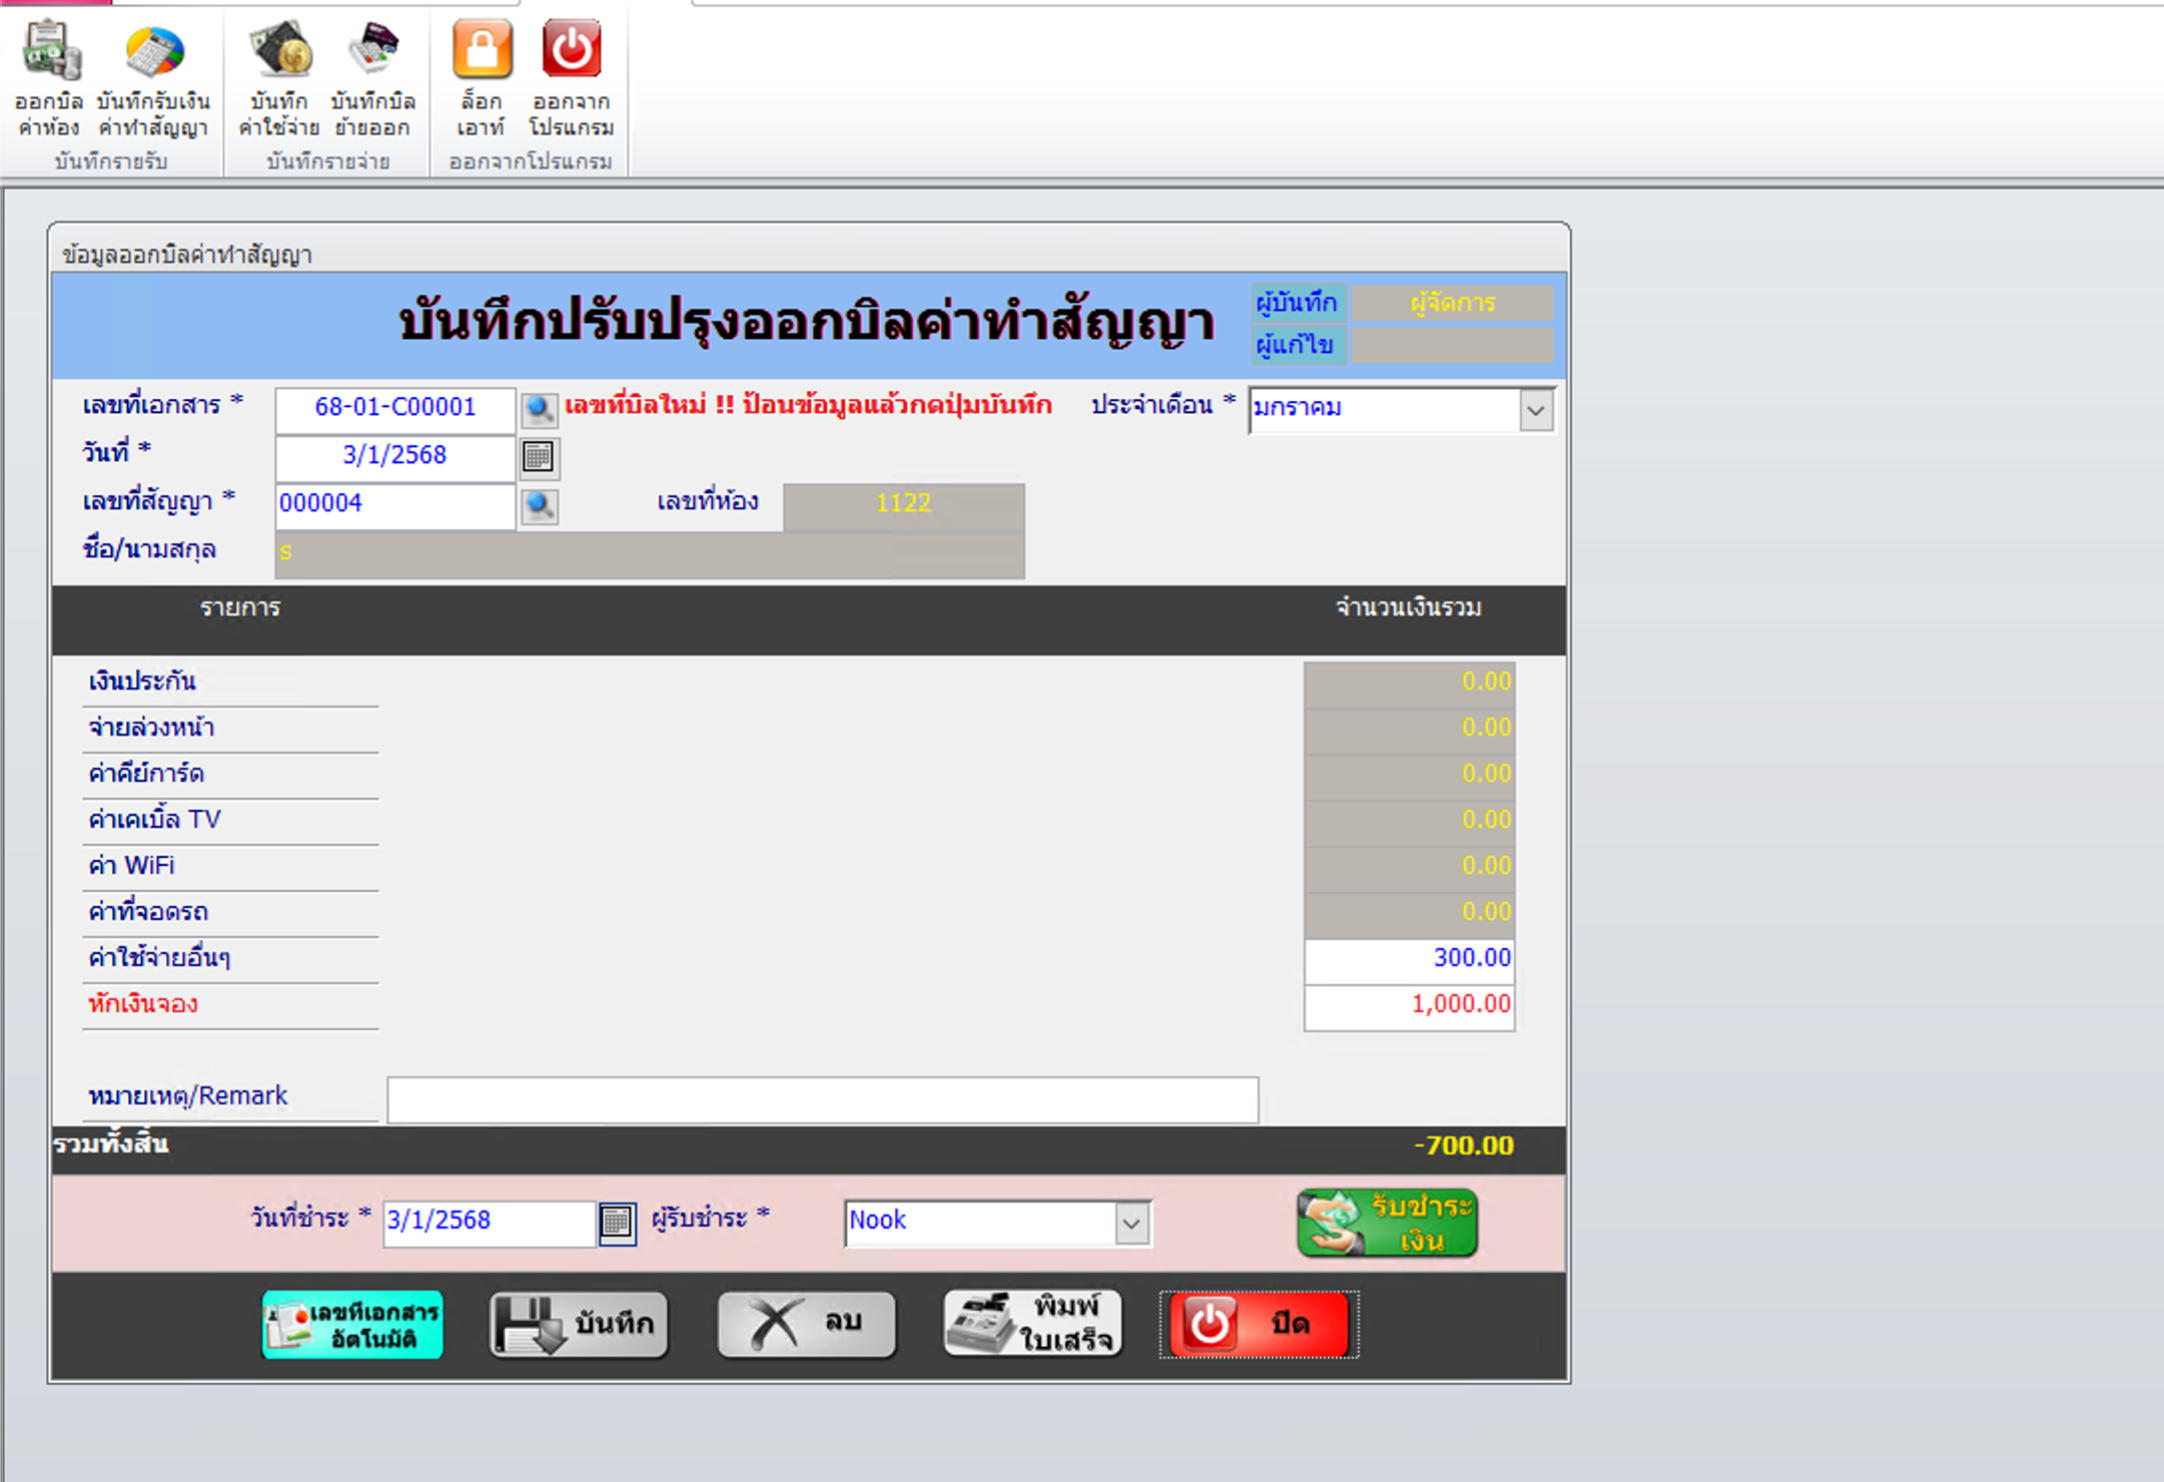 ออกบิล บันทึกรับเงิน บันทึก บันทึกบิล ล็อก ออกจาก
ค่าห้อง ค่าทำสัญญา ค่าใช้จ่าย ย้ายออก เอาท์ โปรแกรม
บันทึกรายรับ บันทึกรายจ่าย ออกจากโปรแกรม
ข้อมูลออกบิลค่าทำสัญญา
บันทึกปรับปรุงออกบิลค่าทำสัญญา
ผู้บันทึก ผู้จัดการ
ผู้แก้ไข
เลขที่เอกสาร * 68-01-C00001 เลขที่บิลใหม่ !! ป้อนข้อมูลแล้วกดปุ่มบันทึก ประจำเดือน * มกราคม
วันที่ * 3/1/2568
เลขที่สัญญา * 000004 เลขที่ห้อง 1122
ชื่อ/นามสกุล s
รายการ จำนวนเงินรวม
เงินประกัน 0.00
จ่ายล่วงหน้า 0.00
ค่าคีย์การ์ด 0.00
ค่าเคเบิ้ล TV 0.00
ค่า WiFi 0.00
ค่าที่จอดรถ 0.00
ค่าใช้จ่ายอื่นๆ 300.00
หักเงินจอง 1,000.00
หมายเหตุ/Remark
รวมทั้งสิ้น -700.00
วันที่ชำระ * 3/1/2568 ผู้รับชำระ * Nook รับชำระ
เงิน
เลขที่เอกสาร
อัตโนมัติ
บันทึก
ลบ
พิมพ์
ใบเสร็จ
ปิด